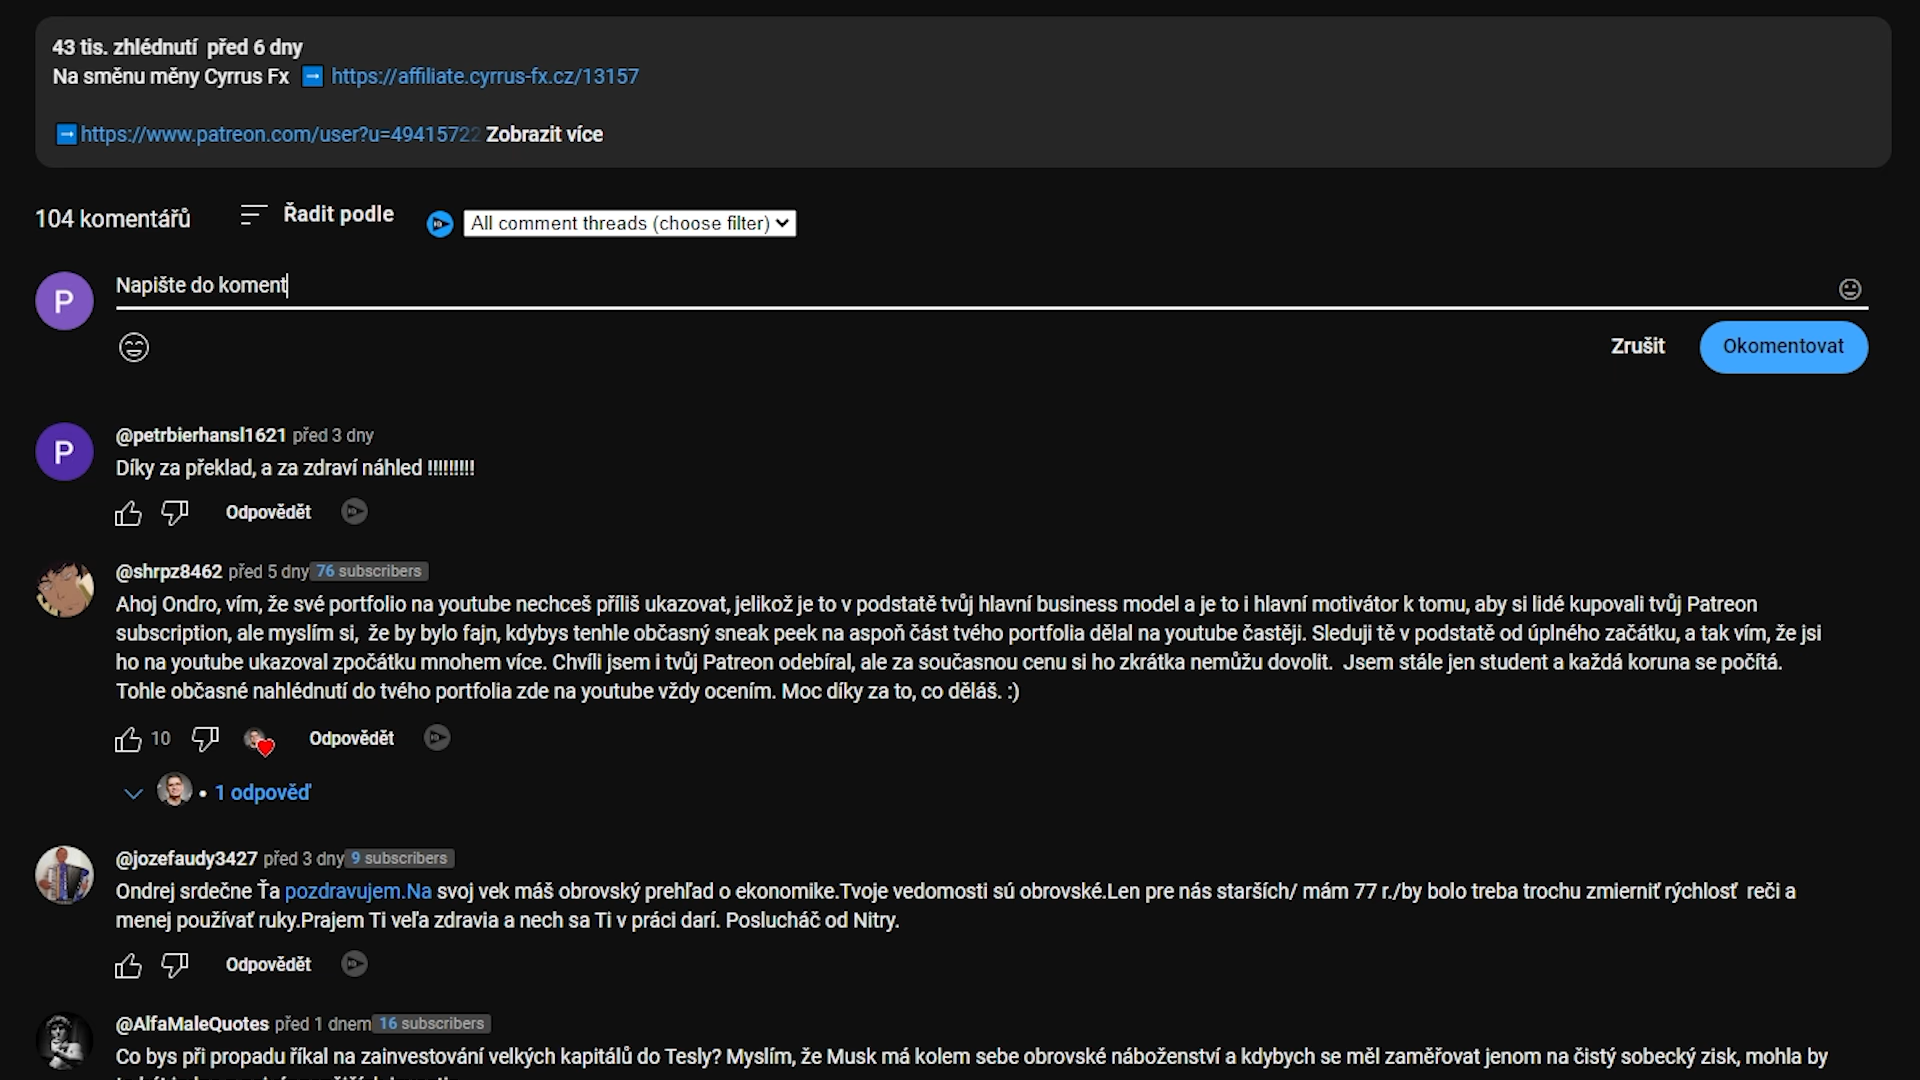 43 tis. zhlédnutí před 6 dny
Na směnu měny Cyrrus Fx https://affiliate.cyrrus-fx.cz/13157
https://www.patreon.com/user?u=49415722 Zobrazit více
104 komentářů Řadit podle All comment threads (choose filter)
P Napište do koment
Zrušit Okomentovat
P @petrbierhansl1621 před 3 dny
Díky za překlad, a za zdraví náhled !!!!!!!!!
Odpovědět
@shrpz8462 před 5 dny 76 subscribers
Ahoj Ondro, vím, že své portfolio na youtube nechceš příliš ukazovat, jelikož je to v podstatě tvůj hlavní business model a je to i hlavní motivátor k tomu, aby si lidé kupovali tvůj Patreon
subscription, ale myslím si, že by bylo fajn, kdybys tenhle občasný sneak peek na aspoň část tvého portfolia dělal na youtube častěji. Sleduji tě v podstatě od úplného začátku, a tak vím, že jsi
ho na youtube ukazoval zpočátku mnohem více. Chvíli jsem i tvůj Patreon odebíral, ale za současnou cenu si ho zkrátka nemůžu dovolit. Jsem stále jen student a každá koruna se počítá.
Tohle občasné nahlédnutí do tvého portfolia zde na youtube vždy ocením. Moc díky za to, co děláš. :)
10 Odpovědět
• 1 odpověď
@jozefaudy3427 před 3 dny 9 subscribers
Ondrej srdečne Ťa pozdravujem.Na svoj vek máš obrovský prehľad o ekonomike.Tvoje vedomosti sú obrovské.Len pre nás starších/ mám 77 r./by bolo treba trochu zmierniť rýchlosť reči a
menej používať ruky.Prajem Ti veľa zdravia a nech sa Ti v práci darí. Poslucháč od Nitry.
Odpovědět
@AlfaMaleQuotes před 1 dnem 16 subscribers
Co bys při propadu říkal na zainvestování velkých kapitálů do Tesly? Myslím, že Musk má kolem sebe obrovské náboženství a kdybych se měl zaměřovat jenom na čistý sobecký zisk, mohla by